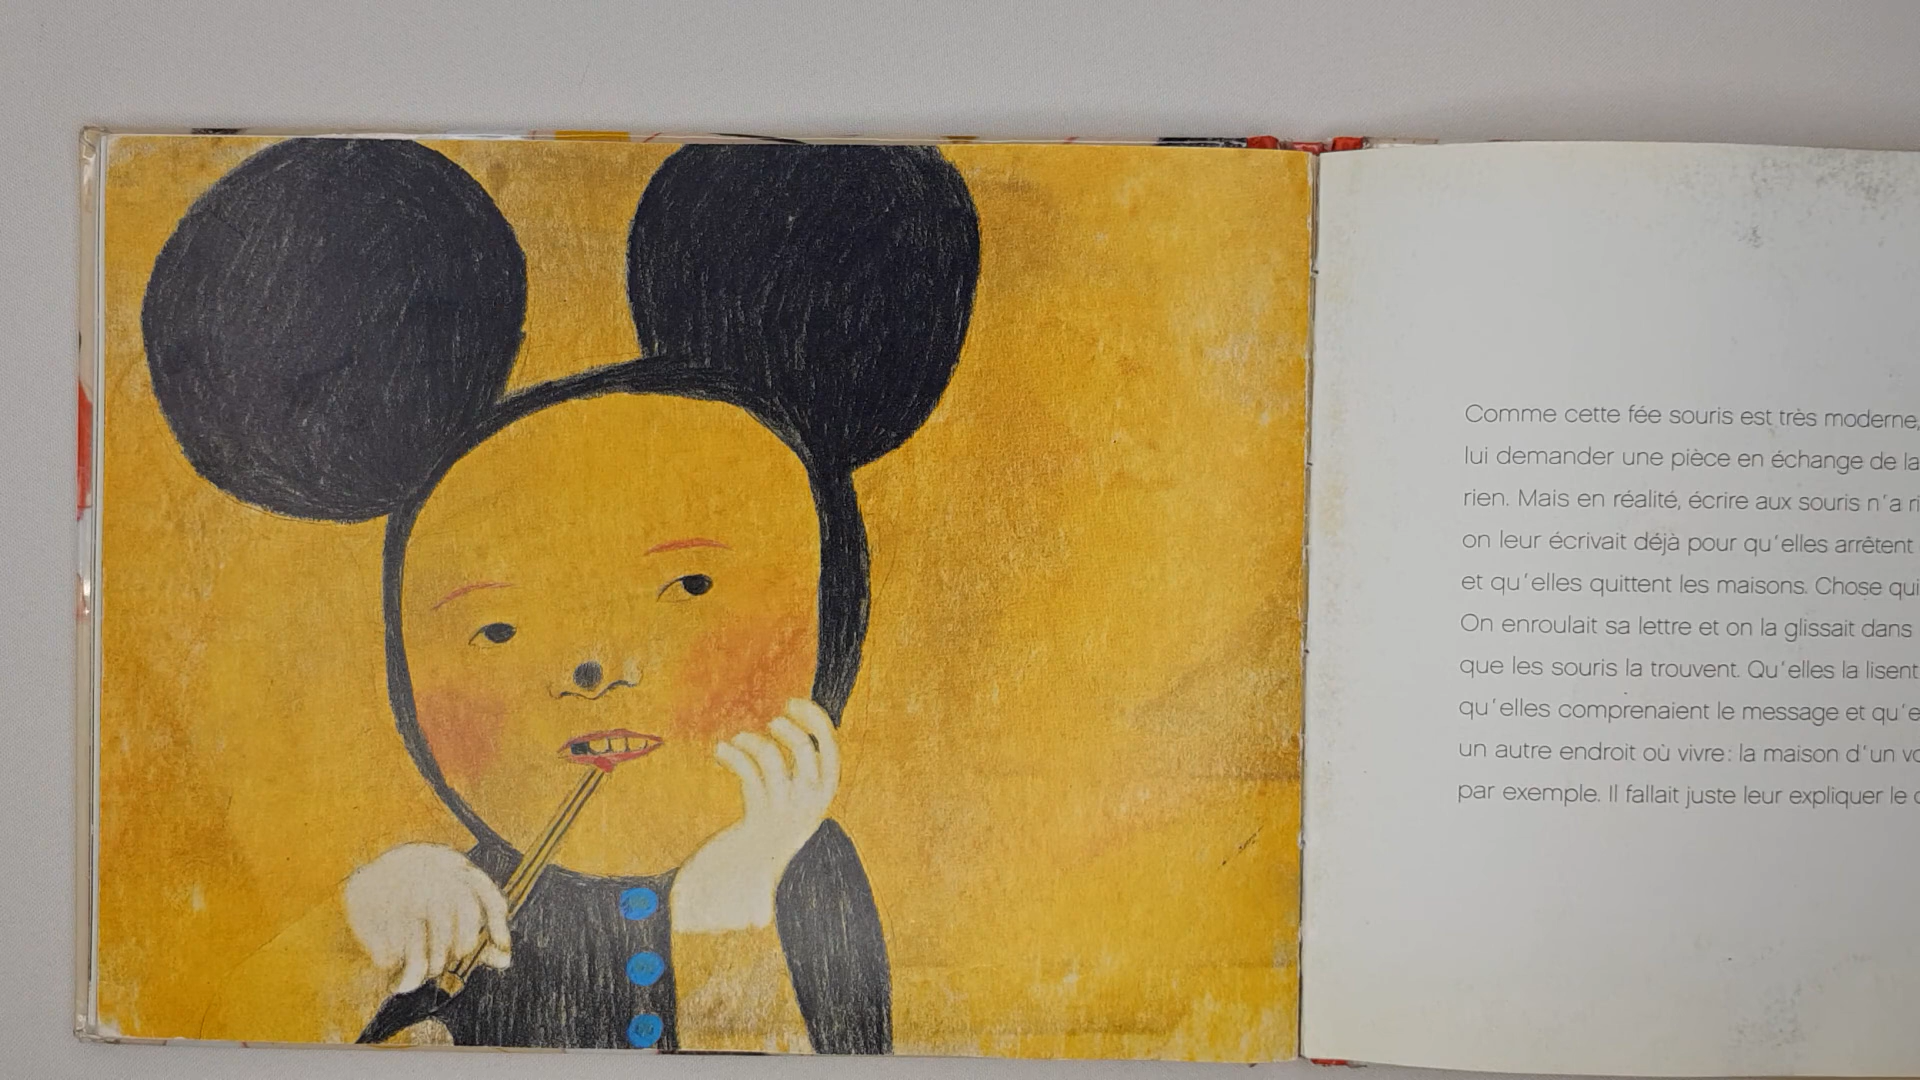 Comme cette fée souris est très moderne,
lui demander une pièce en échange de la
rien. Mais en réalité, écrire aux souris n'a
on leur écrivait déjà pour qu'elles arrêtent
et qu'elles quittent les maisons. Chose qui
On enroulait sa lettre et on la glissait dans
que les souris la trouvent. Qu'elles la lisent
qu'elles comprenaient le message et
un autre endroit où vivre : la maison d'un
par exemple. Il fallait juste leur expliquer le